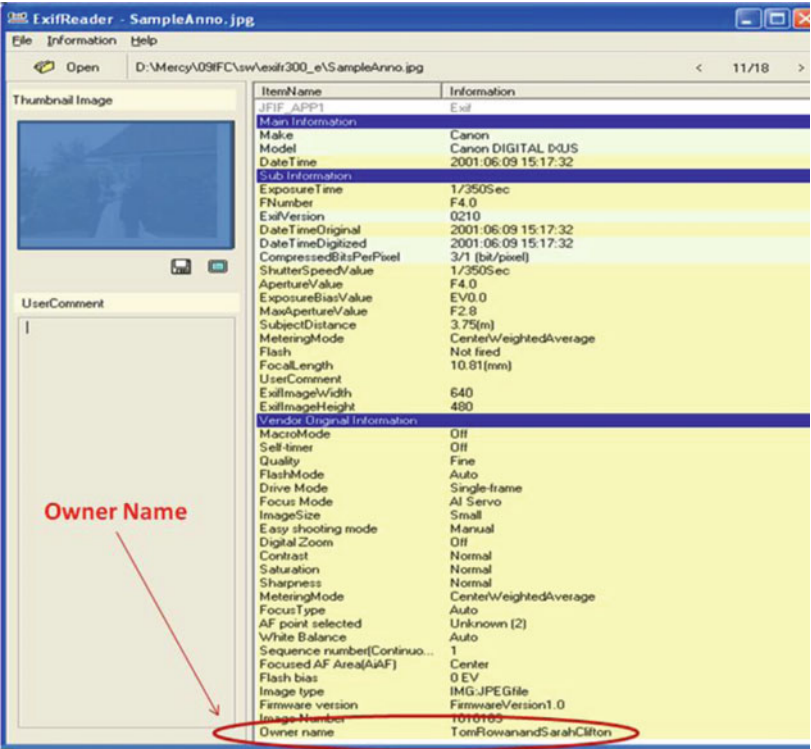 ExifReader - SampleAnno.jpg
File Information Help
Open D:\Mercy\09IFC\sw\exifr300_e\SampleAnno.jpg < 11/18 >
Thumbnail Image
UserComment
Owner Name
ItemName Information
JFIF_APP1 Exif
Main Information
Make Canon
Model Canon DIGITAL IXUS
DateTime 2001:06:09 15:17:32
Sub Information
ExposureTime 1/350Sec
FNumber F4.0
ExifVersion 0210
DateTimeOriginal 2001:06:09 15:17:32
DateTimeDigitized 2001:06:09 15:17:32
CompressedBitsPerPixel 3/1 (bit/pixel)
ShutterSpeedValue 1/350Sec
ApertureValue F4.0
ExposureBiasValue EV0.0
MaxApertureValue F2.8
SubjectDistance 3.75(m)
MeteringMode CenterWeightedAverage
Flash Not fired
FocalLength 10.81(mm)
UserComment
ExifImageWidth 640
ExifImageHeight 480
Vendor Original Information
MacroMode Off
Self-timer Off
Quality Fine
FlashMode Auto
Drive Mode Single-frame
Focus Mode AI Servo
ImageSize Small
Easy shooting mode Manual
Digital Zoom Off
Contrast Normal
Saturation Normal
Sharpness Normal
MeteringMode CenterWeightedAverage
FocusType Auto
AF point selected Unknown (2)
White Balance Auto
Sequence number(Continuo... 1
Focused AF Area(AiAF) Center
Flash bias 0 EV
Image type IMG:JPEGfile
Firmware version FirmwareVersion1.0
Image Number 1010103
Owner name TomRowanandSarahClifton